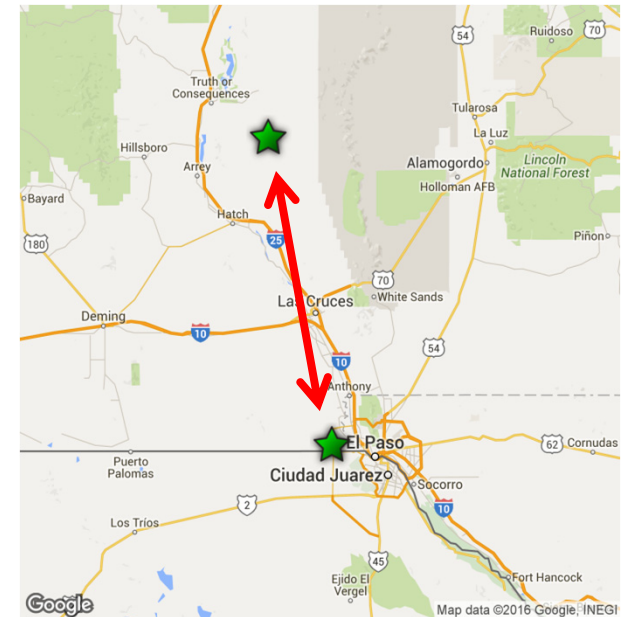 54
Ruidoso
70
Truth or
Consequences
Tularosa
La Luz
Hillsboro
Arrey
Alamogordo
Lincoln
National Forest
Holloman AFB
Bayard
Hatch
180
25
Piñon
70
Las Cruces
White Sands
Deming
10
54
10
Anthony
El Paso
62
Cornudas
Puerto
Palomas
Ciudad Juarez
Socorro
2
10
Los Tríos
45
Ejido El
Vergel
Fort Hancock
Google
Map data ©2016 Google, INEGI